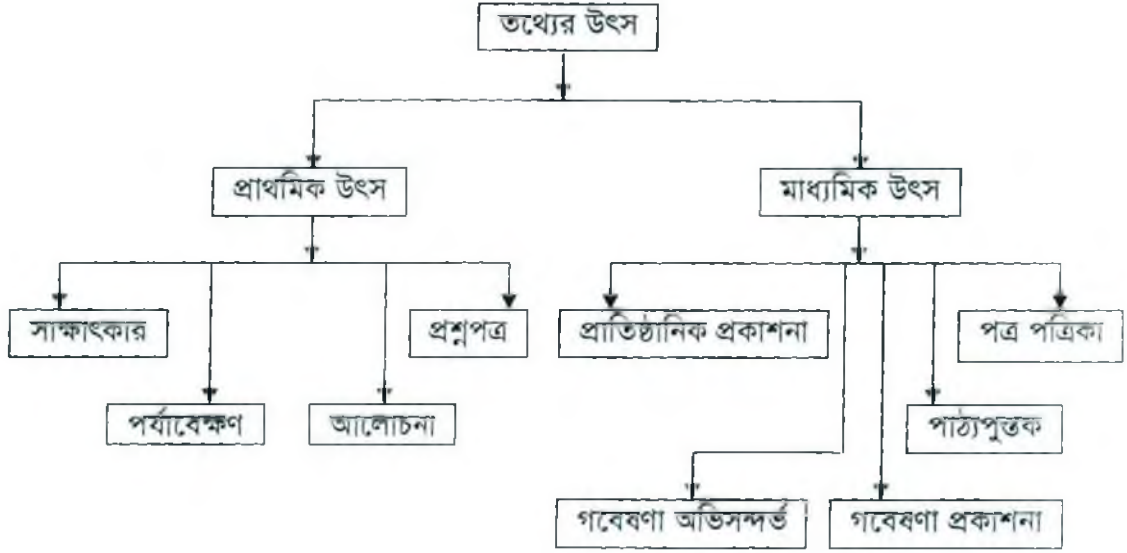 তথ্যের উৎস
প্রাথমিক উৎস
মাধ্যমিক উৎস
সাক্ষাৎকার
প্রশ্নপত্র
প্রাতিষ্ঠানিক প্রকাশনা
পত্র পত্রিকা
পর্যাবেক্ষণ
আলোচনা
পাঠ্যপুস্তক
গবেষণা অভিসন্দর্ভ
গবেষণা প্রকাশনা